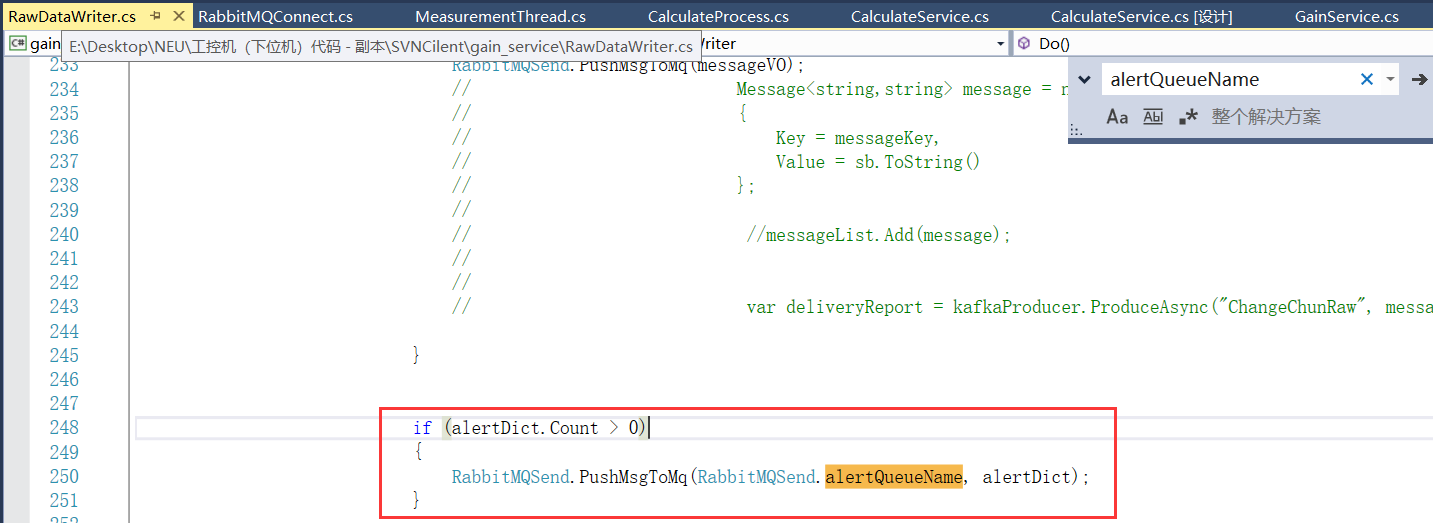 RawDataWriter.cs RabbitMQConnect.cs MeasurementThread.cs CalculateProcess.cs CalculateService.cs CalculateService.cs [设计] GainService.cs
C# gain E:\Desktop\NEU\工控机（下位机）代码 - 副本\SVNCilent\gain_service\RawDataWriter.cs Writer Do()
alertQueueName
Aa Abl .* 整个解决方案
233 RabbitMQSend.PushMsgToMq(messageVO);
234 // Message<string,string> message = n
235 // {
236 // Key = messageKey,
237 // Value = sb.ToString()
238 // };
239 //
240 // //messageList.Add(message);
241 //
242 //
243 // var deliveryReport = kafkaProducer.ProduceAsync("ChangeChunRaw", messa
244
245 }
246
247
248 if (alertDict.Count > 0)
249 {
250 RabbitMQSend.PushMsgToMq(RabbitMQSend.alertQueueName, alertDict);
251 }
252